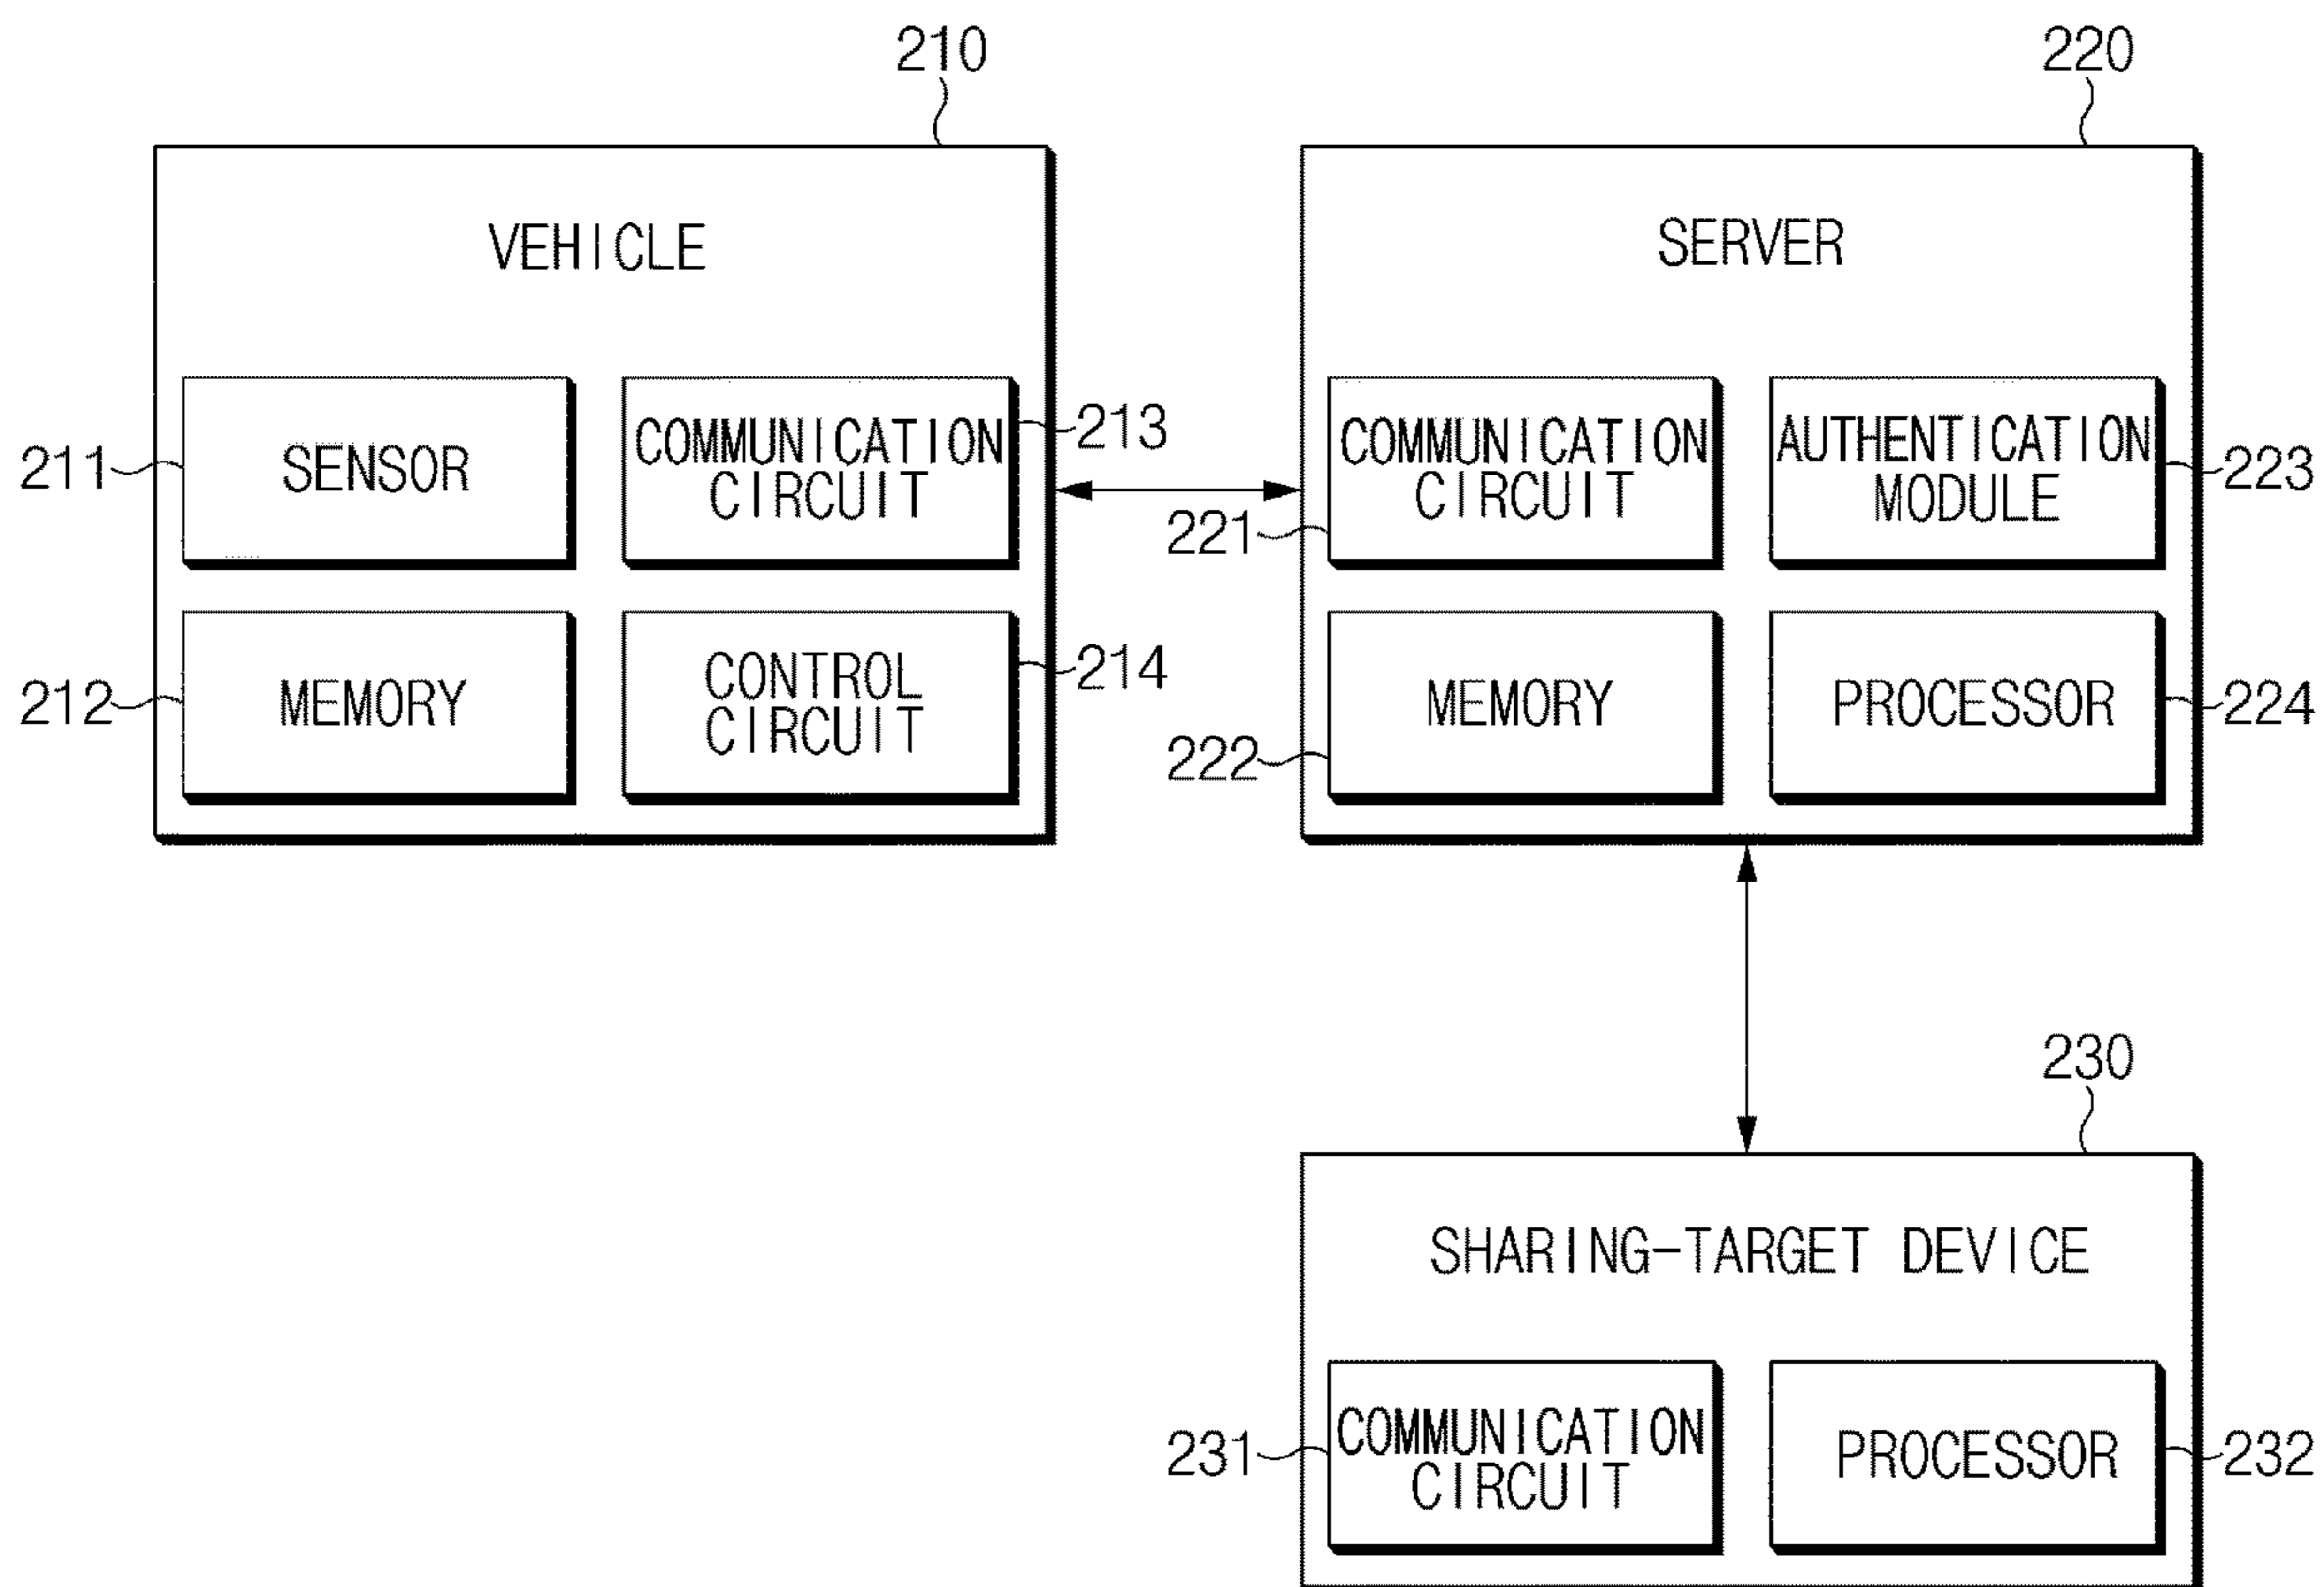 210
220
VEHICLE
SERVER
211
SENSOR
COMMUNICATION
CIRCUIT
213
221
COMMUNICATION
CIRCUIT
AUTHENTICATION
MODULE
223
212
MEMORY
CONTROL
CIRCUIT
214
222
MEMORY
PROCESSOR
224
230
SHARING-TARGET DEVICE
231
COMMUNICATION
CIRCUIT
PROCESSOR
232